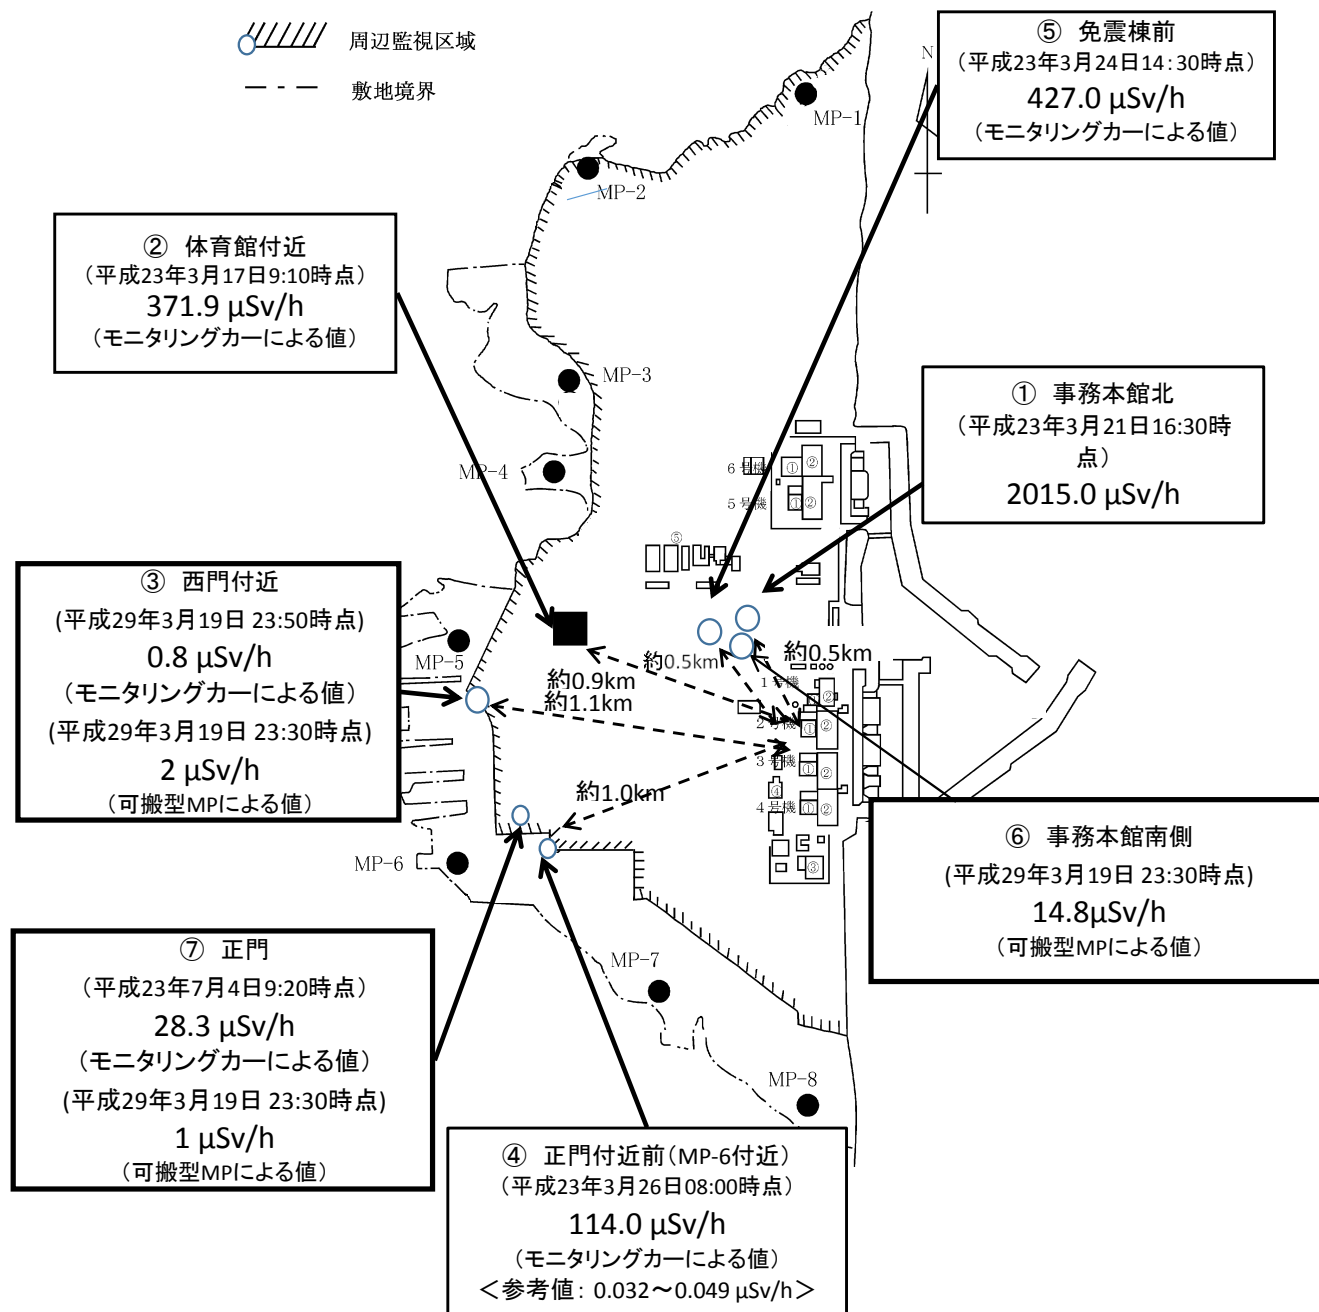 周辺監視区域
敷地境界
⑤ 免震棟前
（平成23年3月24日14：30時点）
427.0 μSv/h
（モニタリングカーによる値）
N
MP-1
MP-2
② 体育館付近
（平成23年3月17日9:10時点）
371.9 μSv/h
（モニタリングカーによる値）
MP-3
① 事務本館北
（平成23年3月21日16:30時
点）
2015.0 μSv/h
MP-4
6号機
①
②
5号機
①
②
⑤
③ 西門付近
(平成29年3月19日 23:50時点)
0.8 μSv/h
（モニタリングカーによる値）
(平成29年3月19日 23:30時点)
2 μSv/h
（可搬型MPによる値）
MP-5
約0.5km
約0.5km
約0.9km
約1.1km
1号機
②
2号機
①
②
3号機
①
②
④
4号機
①
②
③
約1.0km
MP-6
⑥ 事務本館南側
(平成29年3月19日 23:30時点)
14.8μSv/h
（可搬型MPによる値）
⑦ 正門
（平成23年7月4日9:20時点）
28.3 μSv/h
（モニタリングカーによる値）
(平成29年3月19日 23:30時点)
1 μSv/h
（可搬型MPによる値）
MP-7
MP-8
④ 正門付近前（MP-6付近）
（平成23年3月26日08:00時点）
114.0 μSv/h
（モニタリングカーによる値）
＜参考値： 0.032～0.049 μSv/h＞